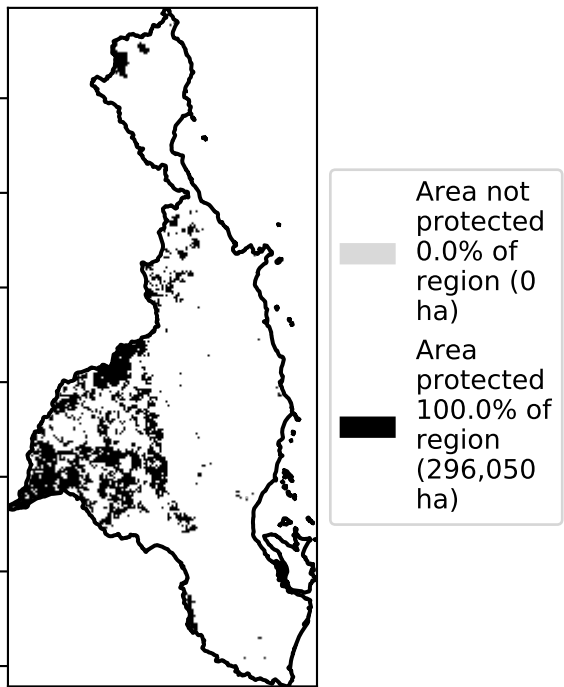 Area not
protected
0.0% of
region (0
ha)
Area
protected
100.0% of
region
(296,050
ha)